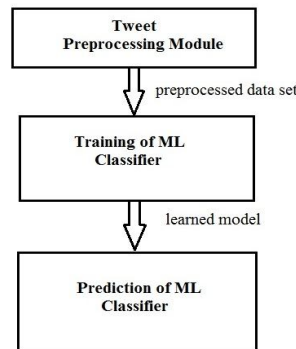 Tweet
Preprocessing Module
preprocessed data set
Training of ML
Classifier
learned model
Prediction of ML
Classifier